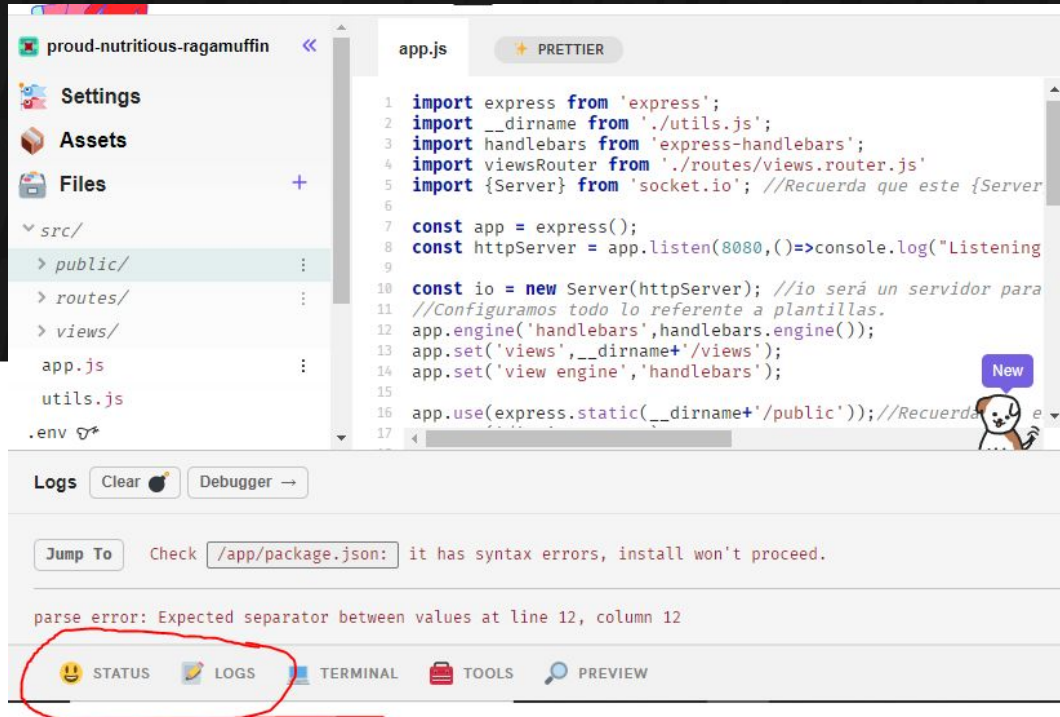 proud-nutritious-ragamuffin «
Settings
Assets
Files +
src/
> public/
> routes/
> views/
app.js
utils.js
.env
app.js
PRETTIER
1 import express from 'express';
2 import __dirname from './utils.js';
3 import handlebars from 'express-handlebars';
4 import viewsRouter from './routes/views.router.js'
5 import {Server} from 'socket.io'; //Recuerda que este {Server
6
7 const app = express();
8 const httpServer = app.listen(8080,()=>console.log("Listening
9
10 const io = new Server(httpServer); //io será un servidor para
11 //Configuramos todo lo referente a plantillas.
12 app.engine('handlebars',handlebars.engine());
13 app.set('views',__dirname+'/views');
14 app.set('view engine','handlebars');
15
16 app.use(express.static(__dirname+'/public'));//Recuerda
17
New
Logs Clear Debugger →
Jump To Check /app/package.json: it has syntax errors, install won't proceed.
parse error: Expected separator between values at line 12, column 12
STATUS LOGS TERMINAL TOOLS PREVIEW